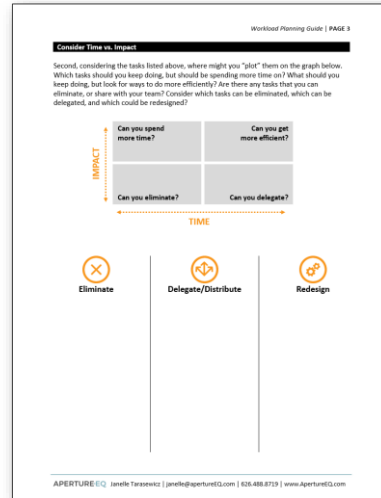 Workload Planning Guide | PAGE 3
Consider Time vs. Impact
Second, considering the tasks listed above, where might you "plot" them on the graph below.
Which tasks should you keep doing, but should be spending more time on? What should you
keep doing, but look for ways to do more efficiently? Are there any tasks that you can
eliminate, or share with your team? Consider which tasks can be eliminated, which can be
delegated, and which could be redesigned?
IMPACT
Can you spend
more time?
Can you get
more efficient?
Can you eliminate?
Can you delegate?
TIME
Eliminate
Delegate/Distribute
Redesign
APERTURE EQ Janelle Tarasewicz | janelle@apertureEQ.com | 626.488.8719 | www.ApertureEQ.com